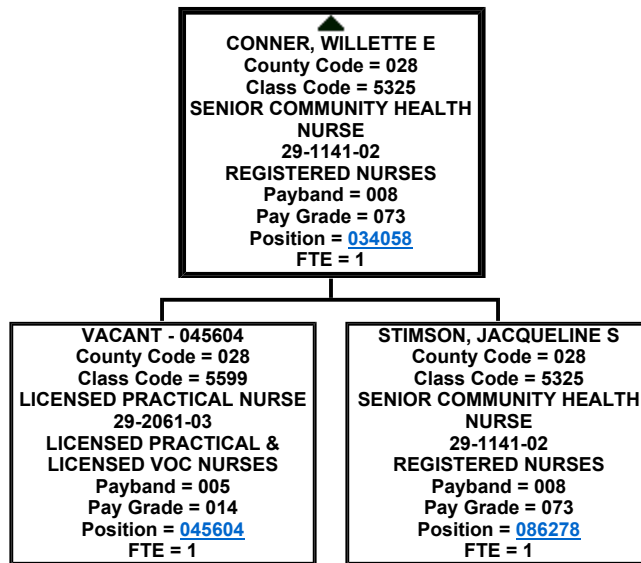 CONNER, WILLETTE E
County Code = 028
Class Code = 5325
SENIOR COMMUNITY HEALTH
NURSE
29-1141-02
REGISTERED NURSES
Payband = 008
Pay Grade = 073
Position = 034058
FTE = 1
VACANT - 045604
County Code = 028
Class Code = 5599
LICENSED PRACTICAL NURSE
29-2061-03
LICENSED PRACTICAL &
LICENSED VOC NURSES
Payband = 005
Pay Grade = 014
Position = 045604
FTE = 1
STIMSON, JACQUELINE S
County Code = 028
Class Code = 5325
SENIOR COMMUNITY HEALTH
NURSE
29-1141-02
REGISTERED NURSES
Payband = 008
Pay Grade = 073
Position = 086278
FTE = 1